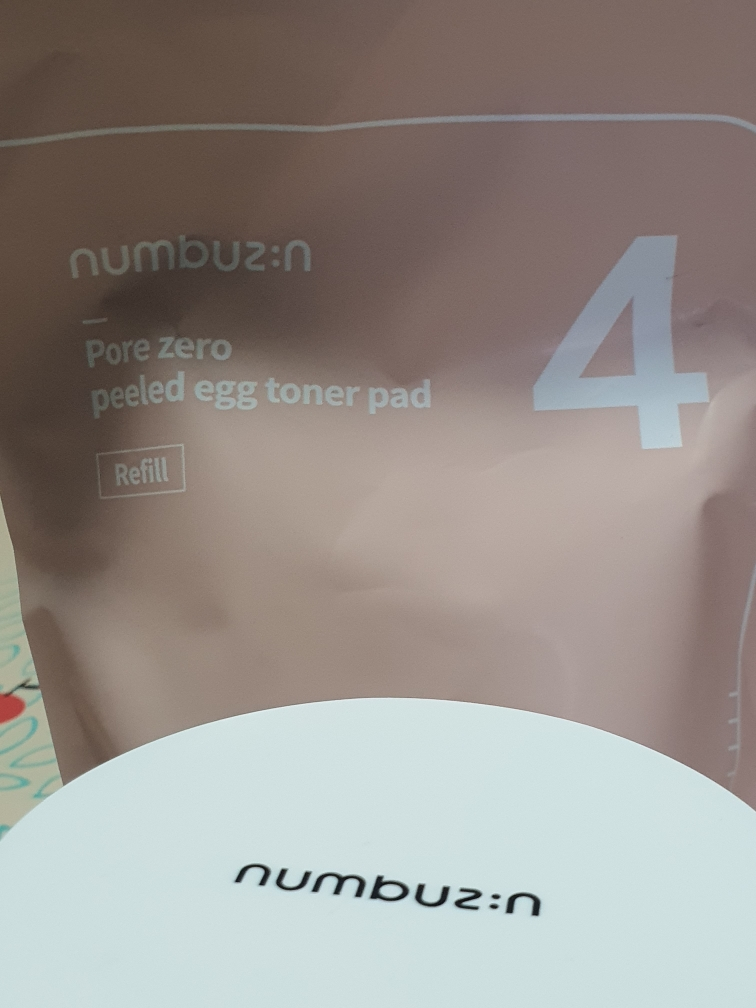 numbuz:n
Pore zero
peeled egg toner pad
4
Refill
numbuz:n